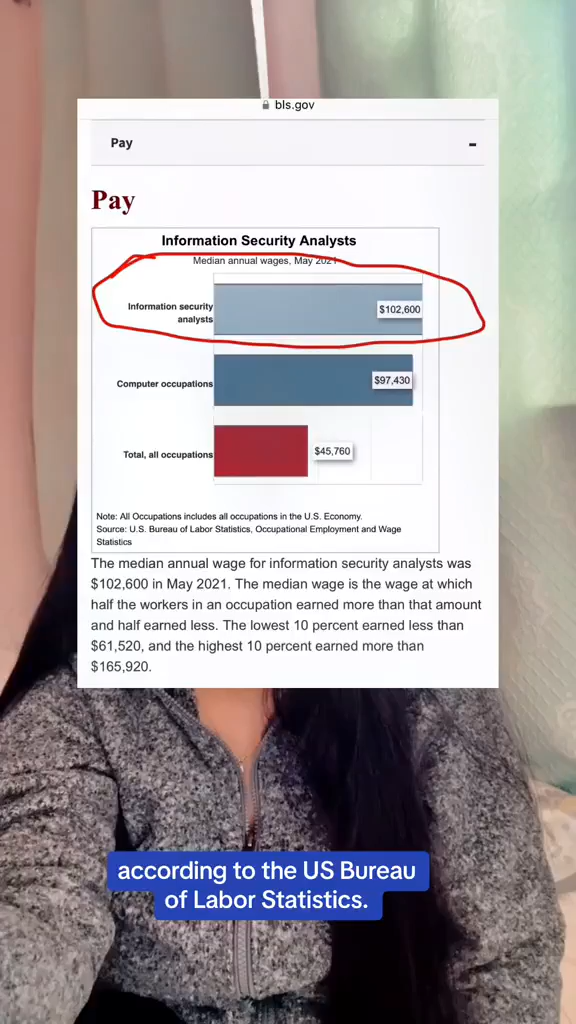 bls.gov
Pay
Pay
Information Security Analysts
Median annual wages, May 2021
Information security
analysts
$102,600
Computer occupations
$97,430
Total, all occupations
$45,760
Note: All Occupations includes all occupations in the U.S. Economy.
Source: U.S. Bureau of Labor Statistics, Occupational Employment and Wage
Statistics
The median annual wage for information security analysts was
$102,600 in May 2021. The median wage is the wage at which
half the workers in an occupation earned more than that amount
and half earned less. The lowest 10 percent earned less than
$61,520, and the highest 10 percent earned more than
$165,920.
according to the US Bureau
of Labor Statistics.